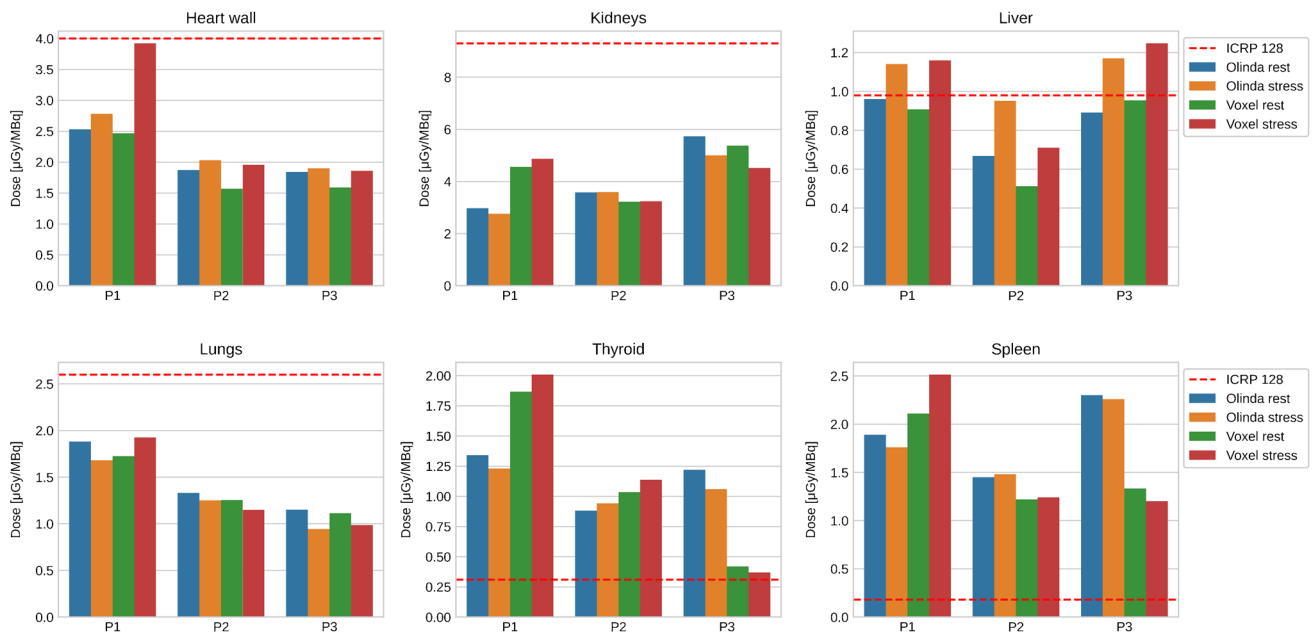 Heart wall
Dose [μGy/MBq]
4.0
3.5
3.0
2.5
2.0
1.5
1.0
0.5
0.0
P1
P2
P3
Kidneys
Dose [μGy/MBq]
8
6
4
2
0
P1
P2
P3
Liver
Dose [μGy/MBq]
1.2
1.0
0.8
0.6
0.4
0.2
0.0
P1
P2
P3
ICRP 128
Olinda rest
Olinda stress
Voxel rest
Voxel stress
Lungs
Dose [μGy/MBq]
2.5
2.0
1.5
1.0
0.5
0.0
P1
P2
P3
Thyroid
Dose [μGy/MBq]
2.00
1.75
1.50
1.25
1.00
0.75
0.50
0.25
0.00
P1
P2
P3
Spleen
Dose [μGy/MBq]
2.5
2.0
1.5
1.0
0.5
0.0
P1
P2
P3
ICRP 128
Olinda rest
Olinda stress
Voxel rest
Voxel stress